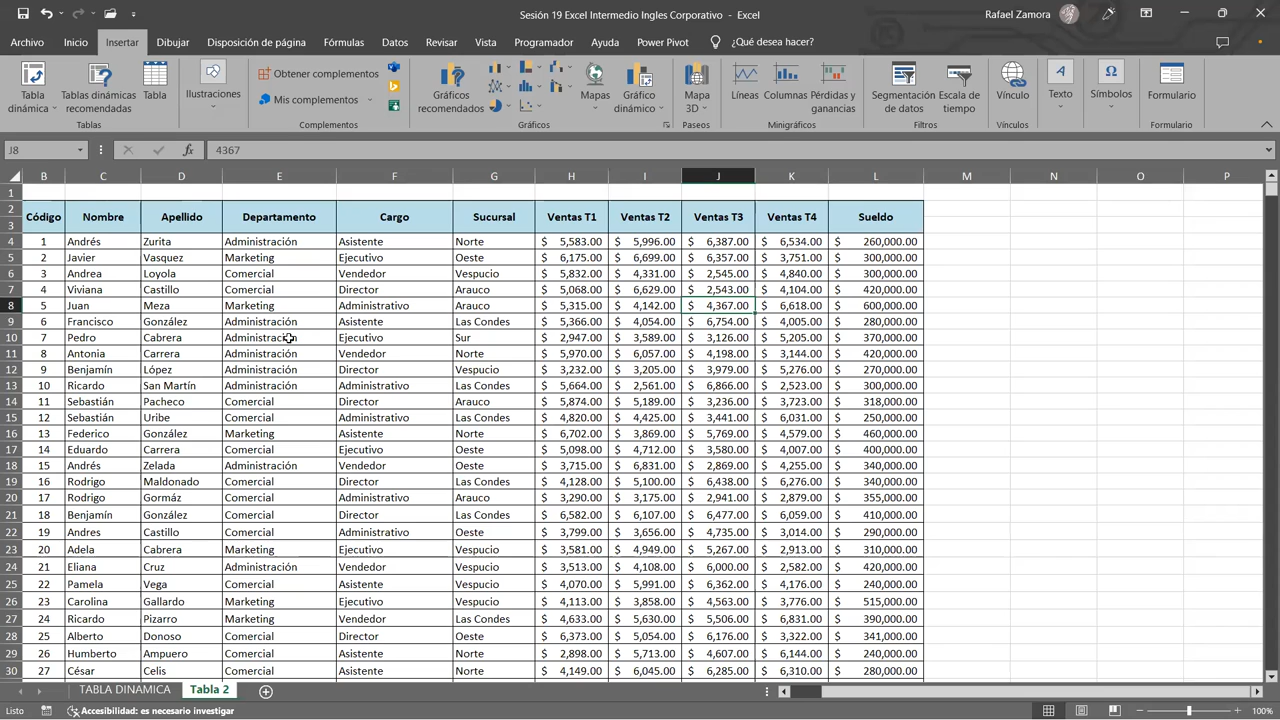 Sesión 19 Excel Intermedio Ingles Corporativo - Excel
Rafael Zamora
Archivo Inicio Insertar Dibujar Disposición de página Fórmulas Datos Revisar Vista Programador Ayuda Power Pivot ¿Qué desea hacer?
Tabla dinámica
Tablas dinámicas recomendadas
Tabla
Ilustraciones
Obtener complementos
Mis complementos
Gráficos recomendados
Mapas
Gráfico dinámico
Mapa 3D
Líneas
Columnas
Pérdidas y ganancias
Segmentación de datos
Escala de tiempo
Vínculo
A
Texto
Ω
Símbolos
Formulario
Tablas Complementos Gráficos Paseos Minigráficos Filtros Vínculos Formulario
J8 fx 4367
B C D E F G H I J K L M N O P
1
2
3
Código Nombre Apellido Departamento Cargo Sucursal Ventas T1 Ventas T2 Ventas T3 Ventas T4 Sueldo
4 1 Andrés Zurita Administración Asistente Norte $ 5,583.00 $ 5,996.00 $ 6,387.00 $ 6,534.00 $ 260,000.00
5 2 Javier Vasquez Marketing Ejecutivo Oeste $ 6,175.00 $ 6,699.00 $ 6,357.00 $ 3,751.00 $ 300,000.00
6 3 Andrea Loyola Comercial Vendedor Vespucio $ 5,832.00 $ 4,331.00 $ 2,545.00 $ 4,840.00 $ 300,000.00
7 4 Viviana Castillo Comercial Director Arauco $ 5,068.00 $ 6,629.00 $ 2,543.00 $ 4,104.00 $ 420,000.00
8 5 Juan Meza Marketing Administrativo Arauco $ 5,315.00 $ 4,142.00 $ 4,367.00 $ 6,618.00 $ 600,000.00
9 6 Francisco González Administración Asistente Las Condes $ 5,366.00 $ 4,054.00 $ 6,754.00 $ 4,005.00 $ 280,000.00
10 7 Pedro Cabrera Administración Ejecutivo Sur $ 2,947.00 $ 3,589.00 $ 3,126.00 $ 5,205.00 $ 370,000.00
11 8 Antonia Carrera Administración Vendedor Norte $ 5,970.00 $ 6,057.00 $ 4,198.00 $ 3,144.00 $ 420,000.00
12 9 Benjamín López Administración Director Vespucio $ 3,232.00 $ 3,205.00 $ 3,979.00 $ 5,276.00 $ 270,000.00
13 10 Ricardo San Martín Administración Administrativo Las Condes $ 5,664.00 $ 2,561.00 $ 6,866.00 $ 2,523.00 $ 300,000.00
14 11 Sebastián Pacheco Comercial Director Arauco $ 5,874.00 $ 5,189.00 $ 3,236.00 $ 3,723.00 $ 318,000.00
15 12 Sebastián Uribe Comercial Administrativo Las Condes $ 4,820.00 $ 4,425.00 $ 3,441.00 $ 6,031.00 $ 250,000.00
16 13 Federico González Marketing Asistente Norte $ 6,702.00 $ 3,869.00 $ 5,769.00 $ 4,579.00 $ 460,000.00
17 14 Eduardo Carrera Comercial Ejecutivo Oeste $ 5,098.00 $ 4,712.00 $ 3,580.00 $ 4,007.00 $ 400,000.00
18 15 Andrés Zelada Administración Vendedor Oeste $ 3,715.00 $ 6,831.00 $ 2,869.00 $ 4,255.00 $ 340,000.00
19 16 Rodrigo Maldonado Comercial Director Las Condes $ 4,128.00 $ 5,100.00 $ 6,438.00 $ 6,276.00 $ 340,000.00
20 17 Rodrigo Gormáz Comercial Administrativo Arauco $ 3,290.00 $ 3,175.00 $ 2,941.00 $ 2,879.00 $ 355,000.00
21 18 Benjamín González Comercial Director Las Condes $ 6,582.00 $ 6,107.00 $ 6,477.00 $ 6,059.00 $ 410,000.00
22 19 Andres Castillo Comercial Administrativo Oeste $ 3,799.00 $ 3,656.00 $ 4,735.00 $ 3,014.00 $ 290,000.00
23 20 Adela Cabrera Marketing Ejecutivo Vespucio $ 3,581.00 $ 4,949.00 $ 5,267.00 $ 2,913.00 $ 310,000.00
24 21 Eliana Cruz Administración Vendedor Vespucio $ 3,513.00 $ 4,108.00 $ 6,000.00 $ 2,582.00 $ 420,000.00
25 22 Pamela Vega Comercial Asistente Vespucio $ 4,070.00 $ 5,991.00 $ 6,362.00 $ 4,176.00 $ 240,000.00
26 23 Carolina Gallardo Marketing Ejecutivo Vespucio $ 4,113.00 $ 3,858.00 $ 4,563.00 $ 3,776.00 $ 515,000.00
27 24 Ricardo Pizarro Marketing Vendedor Las Condes $ 4,633.00 $ 5,630.00 $ 5,506.00 $ 6,831.00 $ 390,000.00
28 25 Alberto Donoso Comercial Director Oeste $ 6,373.00 $ 5,054.00 $ 6,176.00 $ 3,322.00 $ 341,000.00
29 26 Humberto Ampuero Comercial Asistente Norte $ 2,898.00 $ 5,713.00 $ 4,607.00 $ 6,144.00 $ 240,000.00
30 27 César Celis Comercial Asistente Norte $ 4,149.00 $ 6,045.00 $ 6,285.00 $ 6,310.00 $ 280,000.00
TABLA DINAMICA Tabla 2
Listo Accesibilidad: es necesario investigar 100%